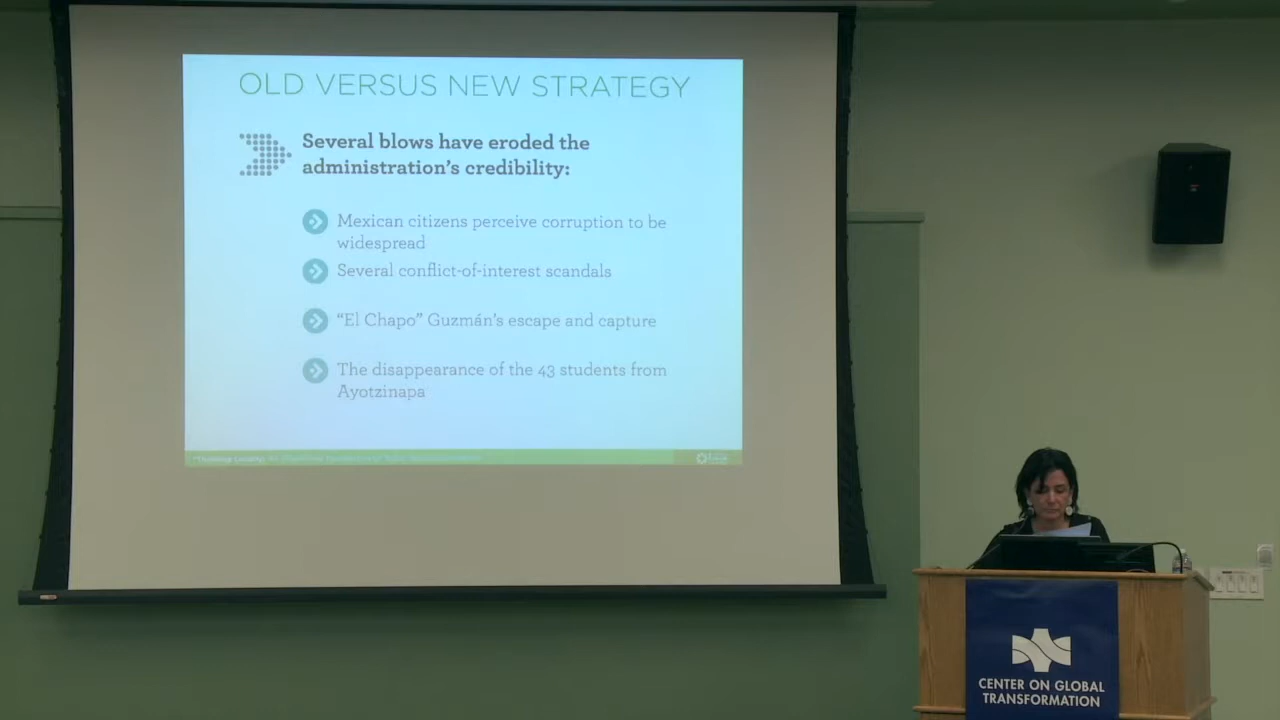 OLD VERSUS NEW STRATEGY
Several blows have eroded the
administration's credibility:
Mexican citizens perceive corruption to be
widespread
Several conflict-of-interest scandals
"El Chapo" Guzmán's escape and capture
The disappearance of the 43 students from
Ayotzinapa
CENTER ON GLOBAL
TRANSFORMATION